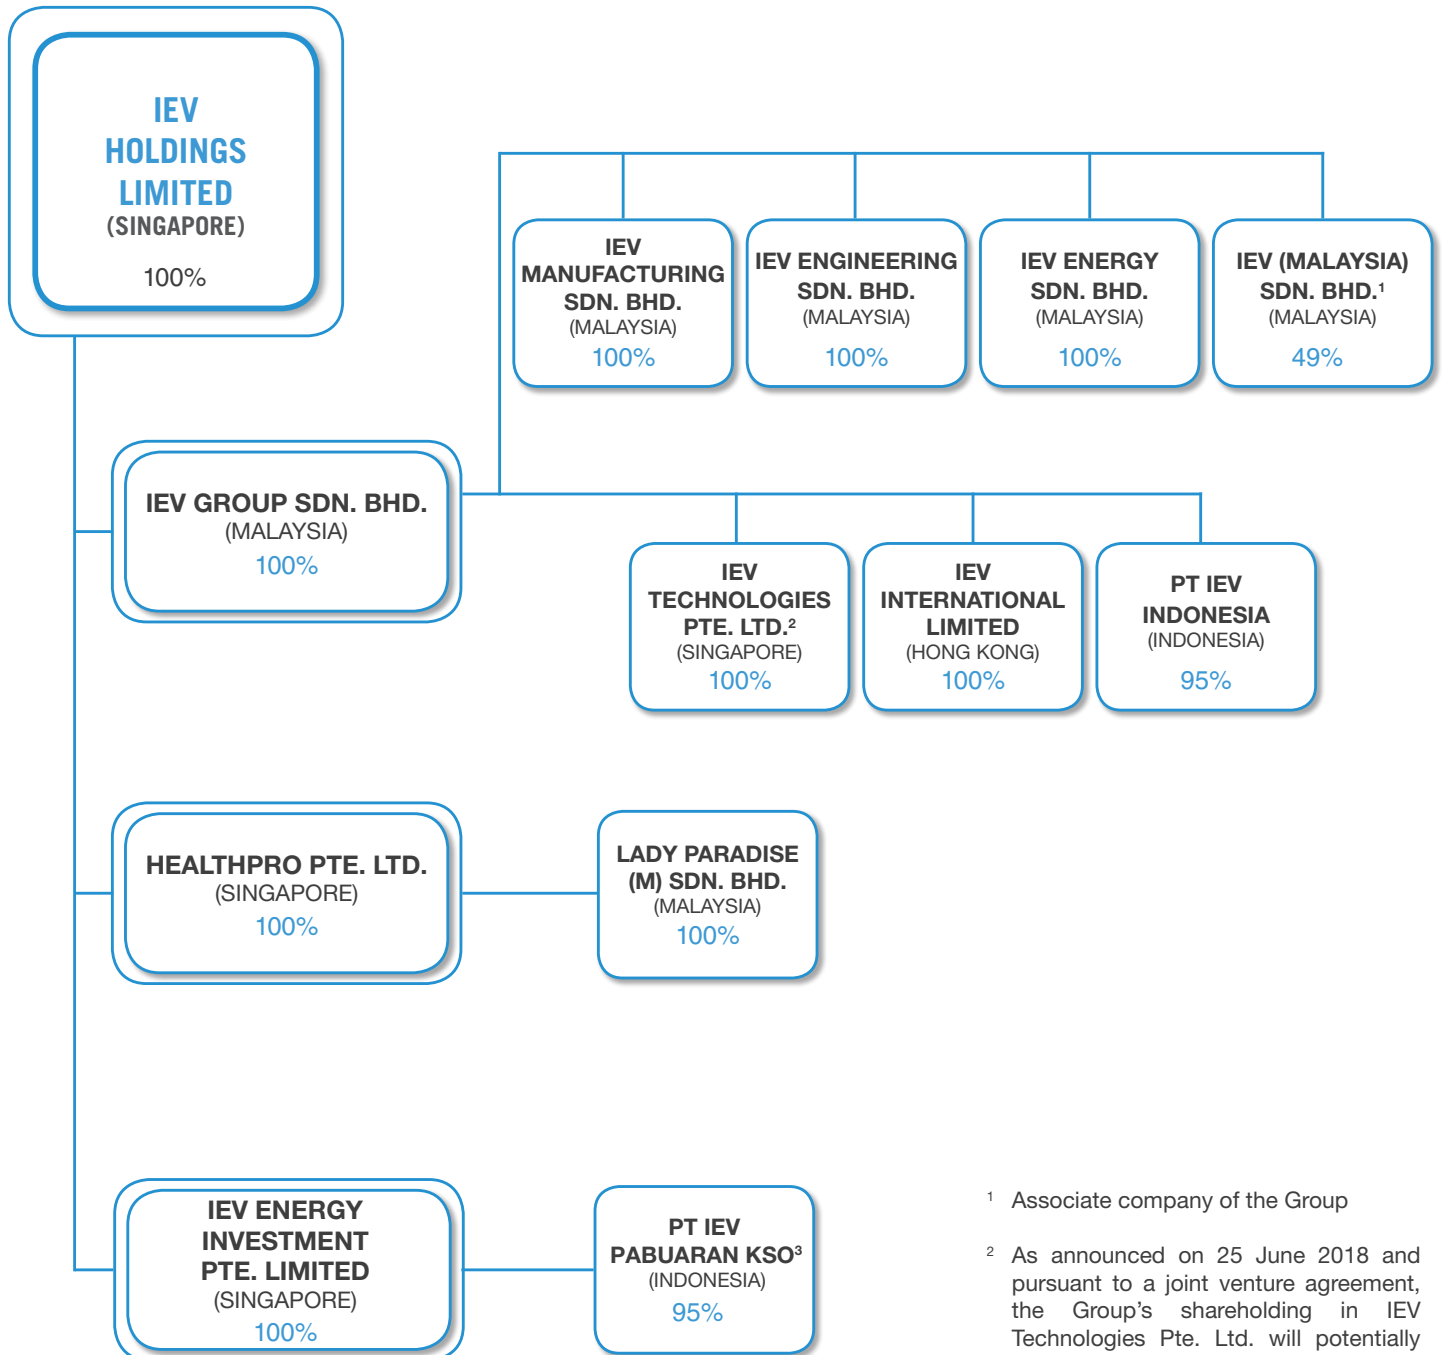 IEV
HOLDINGS
LIMITED
(SINGAPORE)
100%
IEV
MANUFACTURING
SDN. BHD.
(MALAYSIA)
100%
IEV ENGINEERING
SDN. BHD.
(MALAYSIA)
100%
IEV ENERGY
SDN. BHD.
(MALAYSIA)
100%
IEV (MALAYSIA)
SDN. BHD.¹
(MALAYSIA)
49%
IEV GROUP SDN. BHD.
(MALAYSIA)
100%
IEV
TECHNOLOGIES
PTE. LTD.²
(SINGAPORE)
100%
IEV
INTERNATIONAL
LIMITED
(HONG KONG)
100%
PT IEV
INDONESIA
(INDONESIA)
95%
HEALTHPRO PTE. LTD.
(SINGAPORE)
100%
LADY PARADISE
(M) SDN. BHD.
(MALAYSIA)
100%
IEV ENERGY
INVESTMENT
PTE. LIMITED
(SINGAPORE)
100%
PT IEV
PABUARAN KSO³
(INDONESIA)
95%
¹ Associate company of the Group
² As announced on 25 June 2018 and
pursuant to a joint venture agreement,
the Group's shareholding in IEV
Technologies Pte. Ltd. will potentially